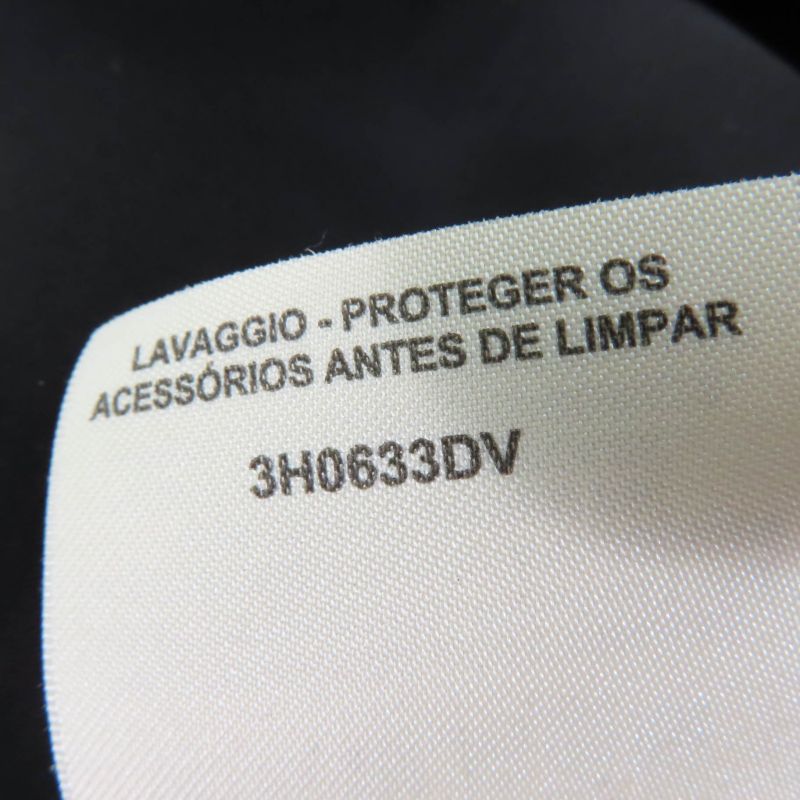 LAVAGGIO - PROTEGER OS
ACESSÓRIOS ANTES DE LIMPAR
3H0633DV